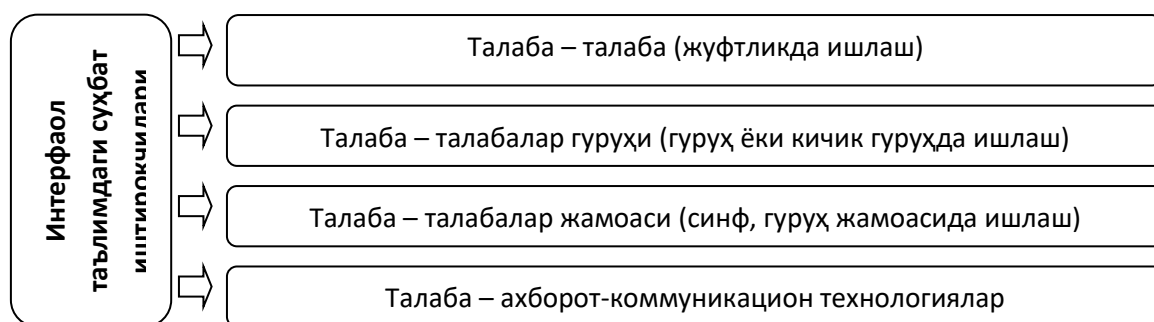 Интерфаол
таълимдаги суҳбат
иштирокчилари
Талаба – талаба (жуфтликда ишлаш)
Талаба – талабалар гуруҳи (гуруҳ ёки кичик гуруҳда ишлаш)
Талаба – талабалар жамоаси (синф, гуруҳ жамоасида ишлаш)
Талаба – ахборот-коммуникацион технологиялар